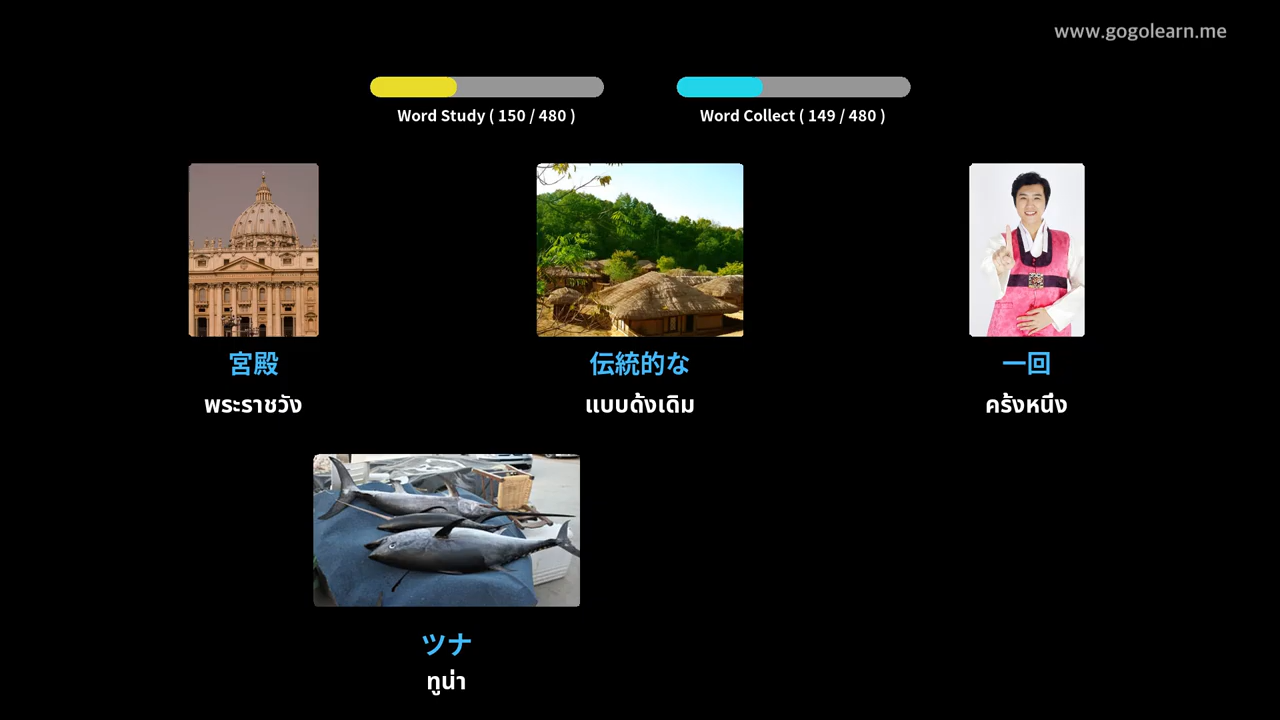 www.gogolearn.me
Word Study ( 150 / 480 )
Word Collect ( 149 / 480 )
宮殿
พระราชวัง
伝統的な
แบบดั้งเดิม
一回
ครั้งหนึ่ง
ツナ
ทูน่า